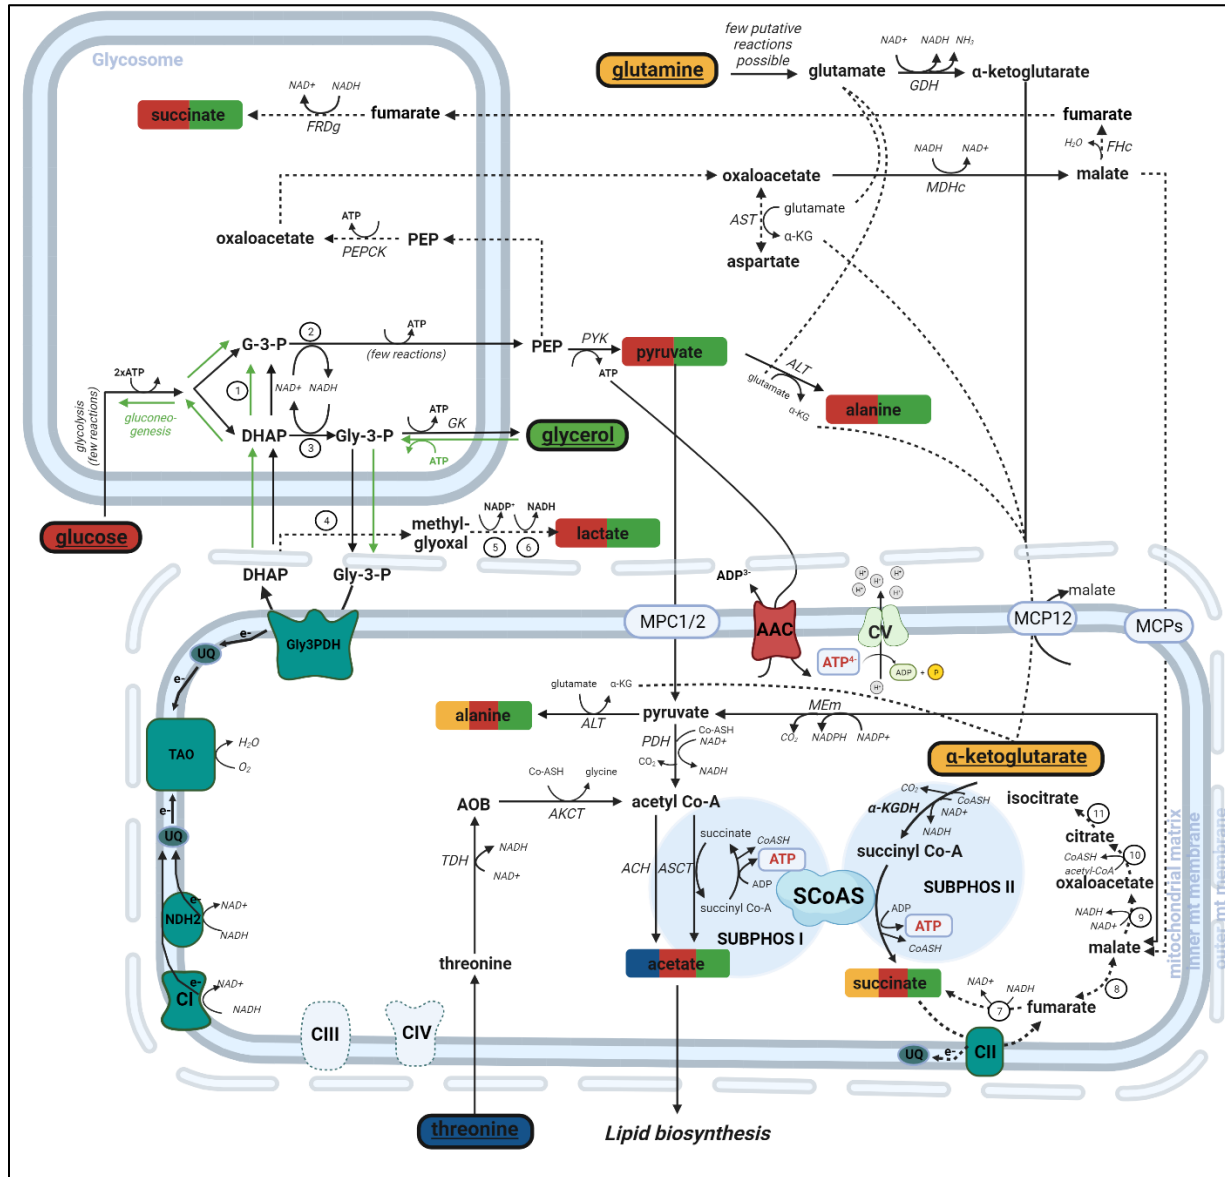 Glycosome
few putative
reactions
possible
glutamine
glutamate
NAD+
NADH
NH₃
GDH
α-ketoglutarate
succinate
NAD+
NADH
FRDg
fumarate
fumarate
H₂O
FHc
malate
oxaloacetate
NADH
NAD+
MDHc
AST
glutamate
α-KG
aspartate
oxaloacetate
ATP
PEPCK
PEP
G-3-P
2
ATP
(few reactions)
PEP
PYK
ATP
pyruvate
ALT
glutamate
α-KG
alanine
2xATP
gluconeo-
genesis
glycolysis
(few reactions)
1
NAD+
NADH
DHAP
3
Gly-3-P
ATP
GK
ATP
glycerol
glucose
4
methyl-
glyoxal
NADP⁺
NADH
5
6
lactate
DHAP
Gly-3-P
Gly3PDH
e-
UQ
e-
TAO
H₂O
O₂
e-
UQ
NDH2
e-
NAD+
NADH
CI
e-
NAD+
NADH
CIII
CIV
MPC1/2
ADP³⁻
AAC
H⁺
H⁺
H⁺
H⁺
H⁺
CV
ATP⁴⁻
ADP
+
P
H⁺
malate
MCP12
MCPs
glutamate
α-KG
alanine
ALT
pyruvate
MEm
CO₂
NADPH
NADP+
PDH
Co-ASH
NAD+
CO₂
NADH
α-ketoglutarate
Co-ASH
glycine
AOB
AKCT
acetyl Co-A
TDH
NADH
NAD+
threonine
ACH
ASCT
succinate
CoASH
ATP
ADP
succinyl Co-A
SUBPHOS I
SCoAS
acetate
CO₂
CoASH
α-KGDH
NAD+
NADH
succinyl Co-A
SUBPHOS II
ADP
ATP
CoASH
succinate
isocitrate
11
citrate
CoASH
10
acetyl-CoA
oxaloacetate
NADH
NAD+
9
malate
8
fumarate
NAD+
NADH
7
CII
e-
UQ
mitochondrial matrix
inner mt membrane
outer mt membrane
threonine
Lipid biosynthesis